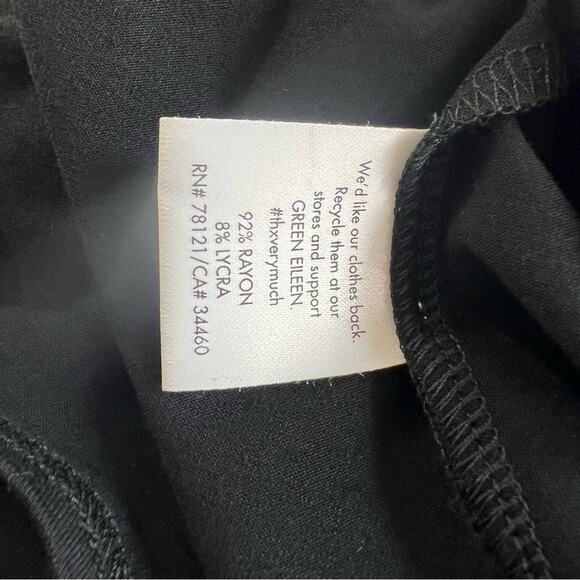 We'd like our clothes back.
Recycle them at our
stores and support
GREEN EILEEN.
#thxverymuch
92% RAYON
8% LYCRA
RN# 78121/CA# 34460